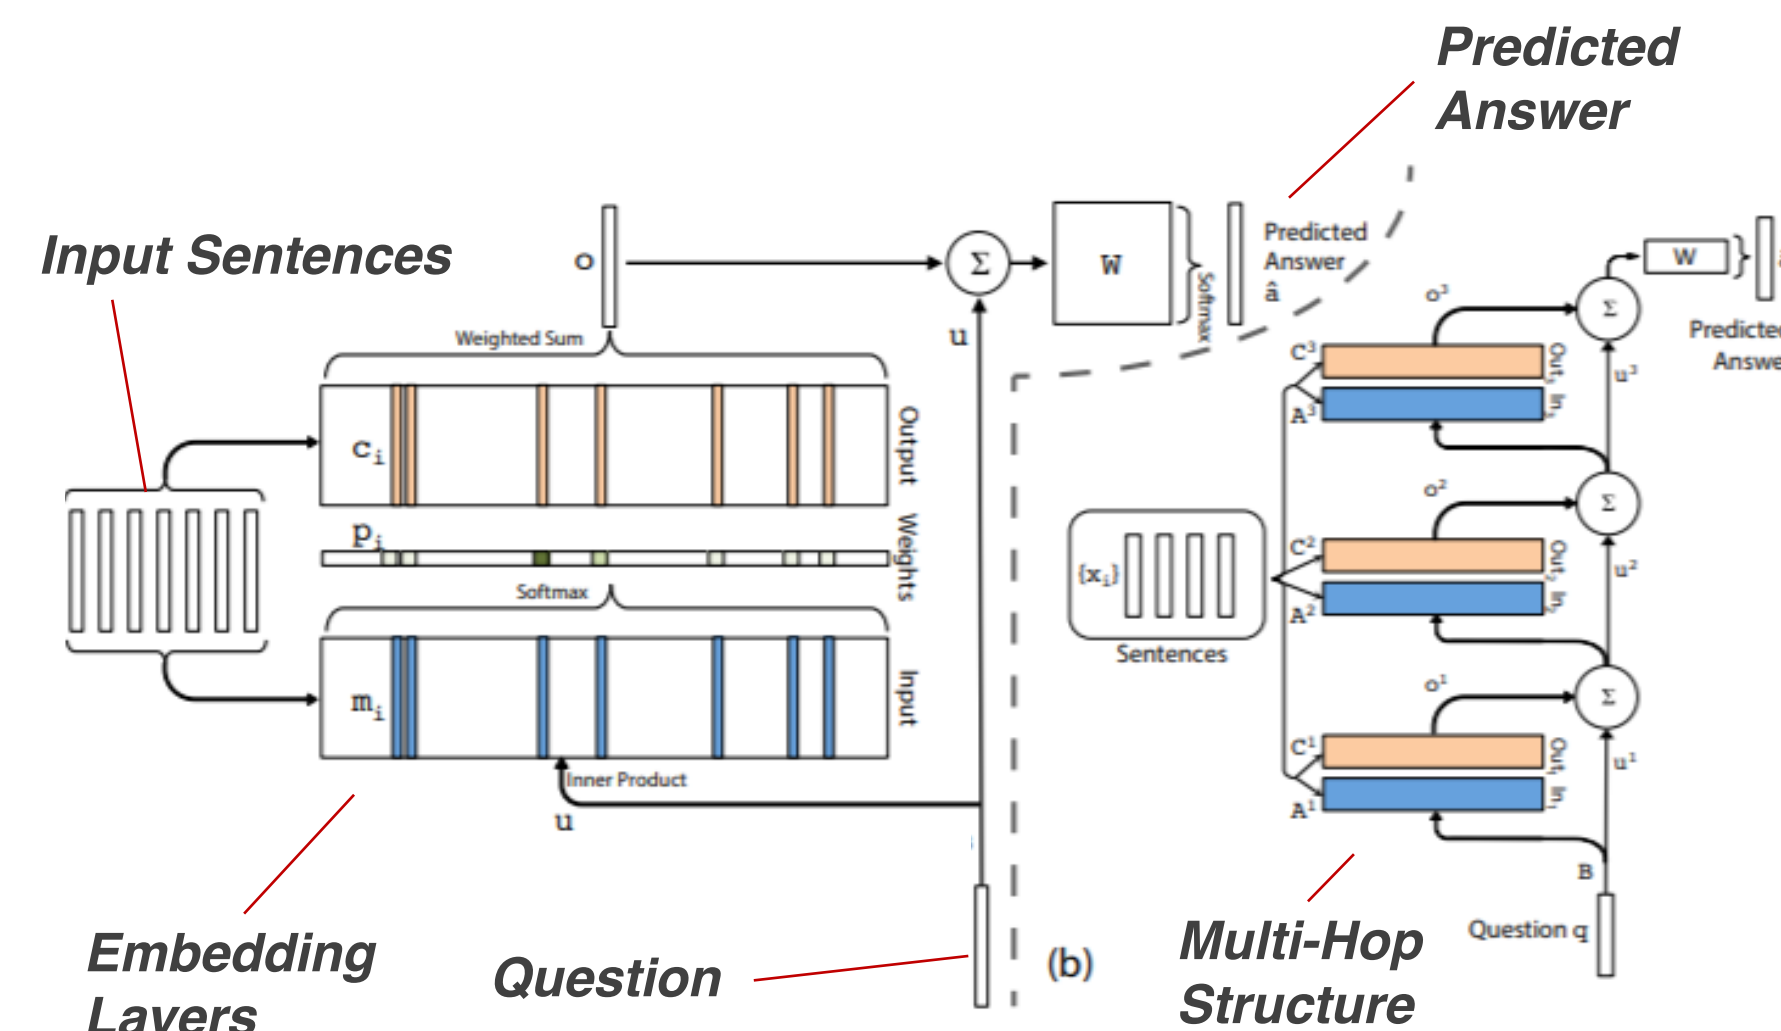 Predicted
Answer
Input Sentences
o
Σ
W
Softmax
Predicted
Answer
â
Weighted Sum
u
c_i
Output
p_i
Weights
Softmax
m_i
Input
Inner Product
u
Embedding
Layers
Question
(b)
W
Predicte
Answe
Σ
o³
u³
C³
A³
Out₃ In₃
Σ
o²
u²
C²
A²
Out₂ In₂
{x_i}
Sentences
Σ
o¹
u¹
C¹
A¹
Out₁ In₁
B
Question q
Multi-Hop
Structure